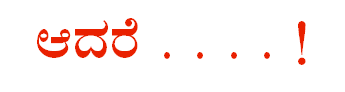 ಆದರೆ . . . . !